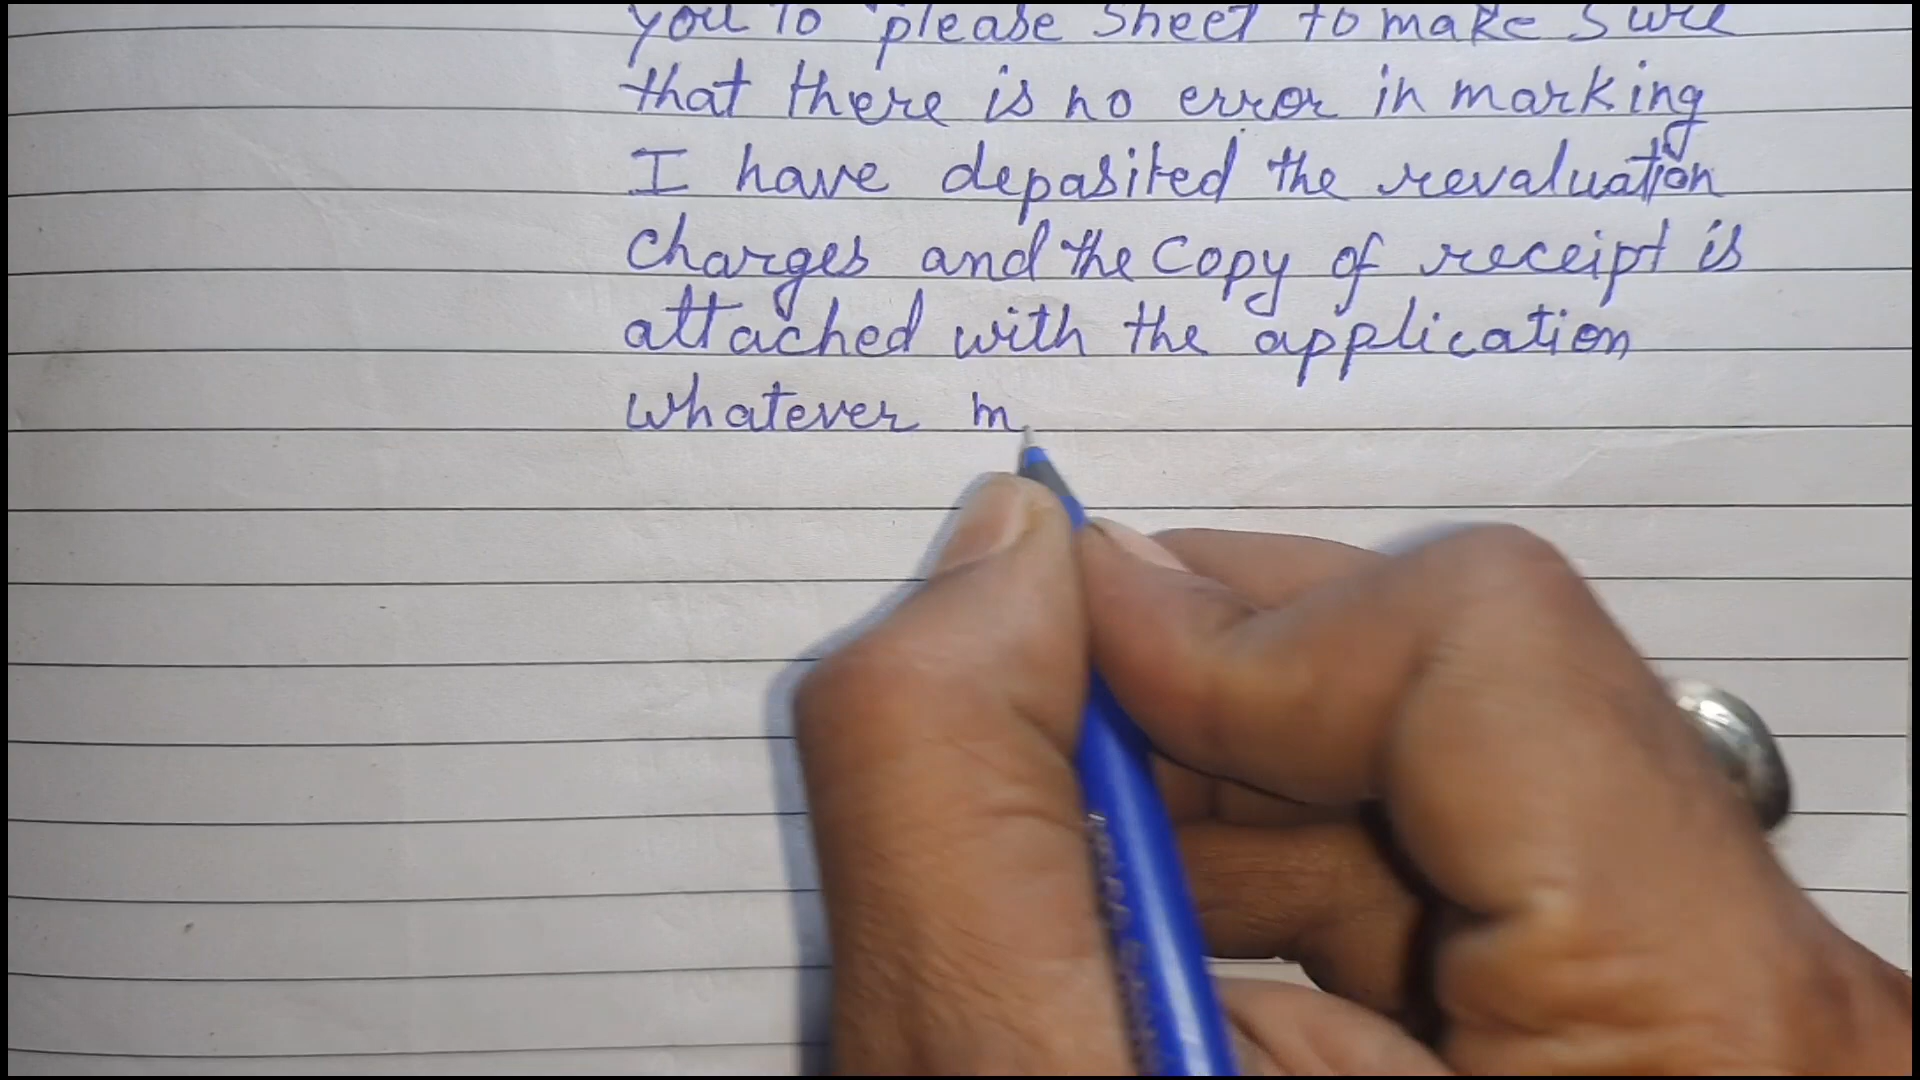 you to please sheet to make sure
that there is no error in marking
I have depasited the revaluation
charges and the copy of receipt is
attached with the application
whatever m